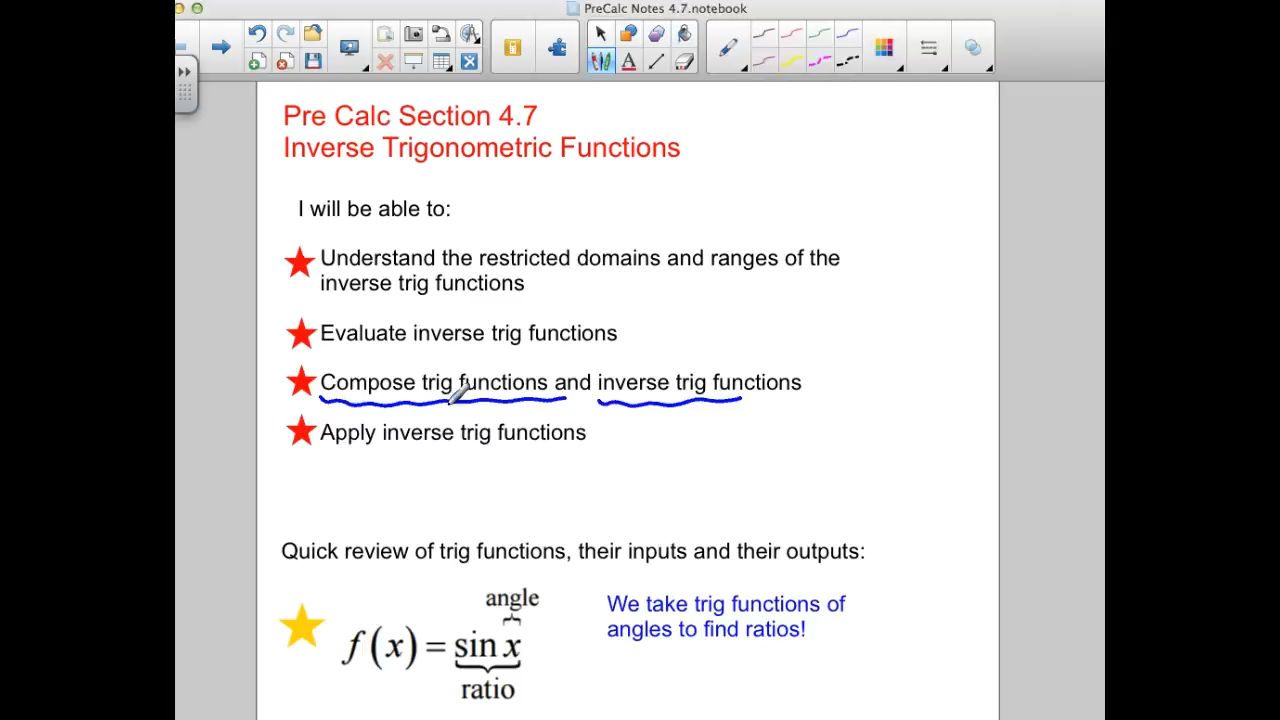 PreCalc Notes 4.7.notebook
Pre Calc Section 4.7
Inverse Trigonometric Functions
I will be able to:
Understand the restricted domains and ranges of the
inverse trig functions
Evaluate inverse trig functions
Compose trig functions and inverse trig functions
Apply inverse trig functions
Quick review of trig functions, their inputs and their outputs:
angle
f(x) = sin x
ratio
We take trig functions of
angles to find ratios!